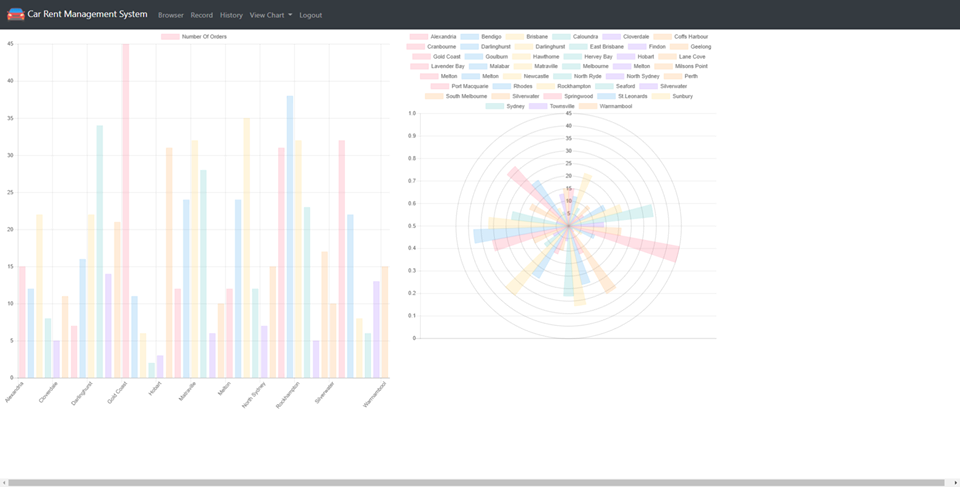 Car Rent Management System Browser Record History View Chart Logout
Number Of Orders
45
40
35
30
25
20
15
10
5
0
Alexandria Cloverdale Darlinghurst Gold Coast Hobart Matraville Melton North Sydney Rockhampton Silverwater Warrnambool
Alexandria Bendigo Brisbane Caloundra Cloverdale Coffs Harbour
Cranbourne Darlinghurst Darlinghurst East Brisbane Findon Geelong
Gold Coast Goulburn Hawthorne Hervey Bay Hobart Lane Cove
Lavender Bay Malabar Matraville Melbourne Melton Milsons Point
Melton Melton Newcastle North Ryde North Sydney Perth
Port Macquarie Rhodes Rockhampton Seaford Silverwater
South Melbourne Silverwater Springwood St Leonards Sunbury
Sydney Townsville Warrnambool
1.0
0.9
0.8
0.7
0.6
0.5
0.4
0.3
0.2
0.1
0
45
40
35
30
25
20
15
10
5